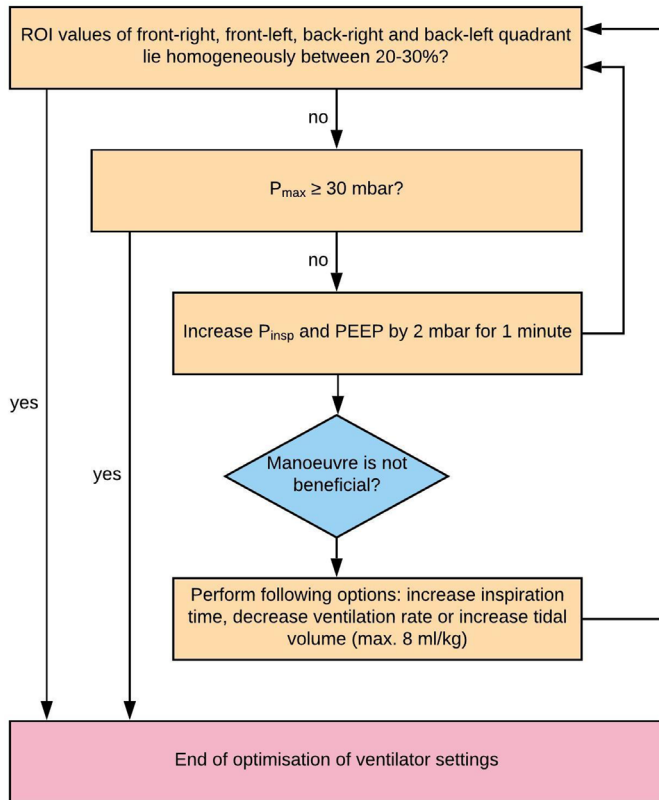 ROI values of front-right, front-left, back-right and back-left quadrant
lie homogeneously between 20-30%?
no
Pmax ≥ 30 mbar?
no
Increase Pinsp and PEEP by 2 mbar for 1 minute
yes
yes
Manoeuvre is not
beneficial?
Perform following options: increase inspiration
time, decrease ventilation rate or increase tidal
volume (max. 8 ml/kg)
End of optimisation of ventilator settings